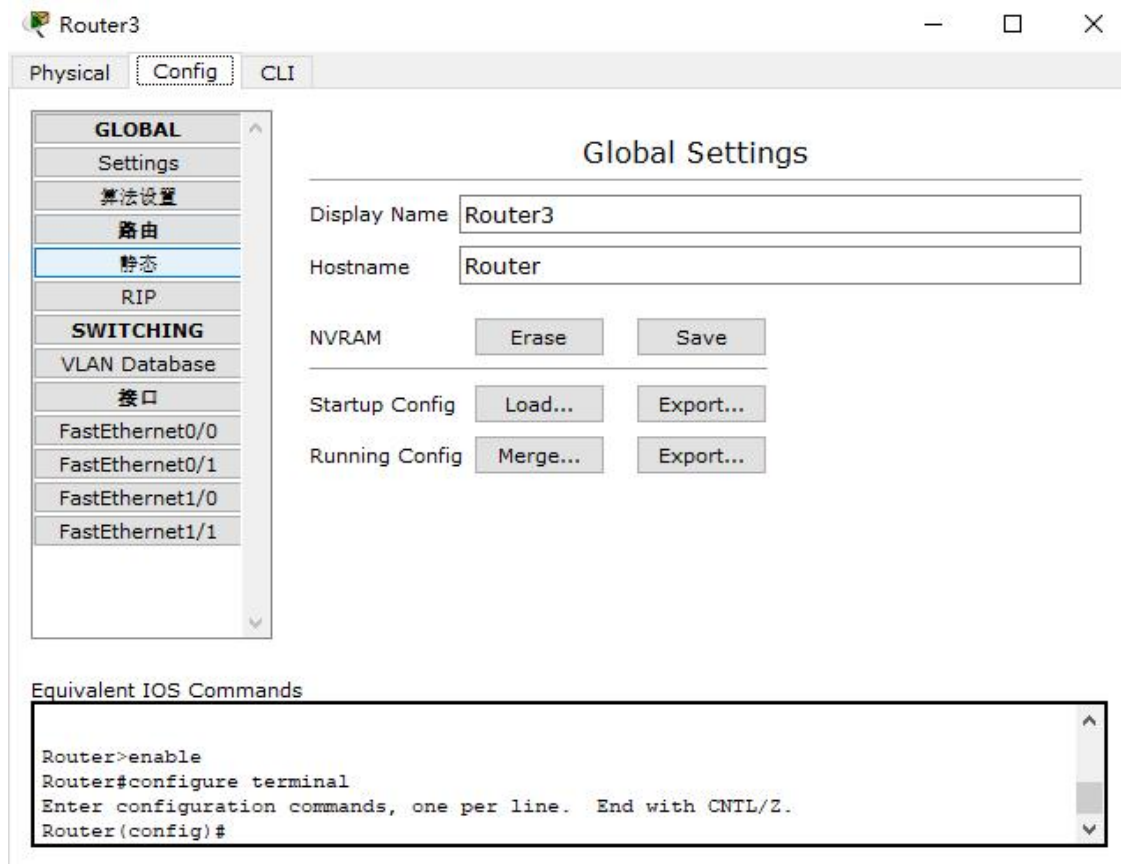 Router3
Physical Config CLI
GLOBAL
Settings
算法设置
路由
静态
RIP
SWITCHING
VLAN Database
接口
FastEthernet0/0
FastEthernet0/1
FastEthernet1/0
FastEthernet1/1
Global Settings
Display Name Router3
Hostname Router
NVRAM Erase Save
Startup Config Load... Export...
Running Config Merge... Export...
Equivalent IOS Commands
Router>enable
Router#configure terminal
Enter configuration commands, one per line.  End with CNTL/Z.
Router(config)#